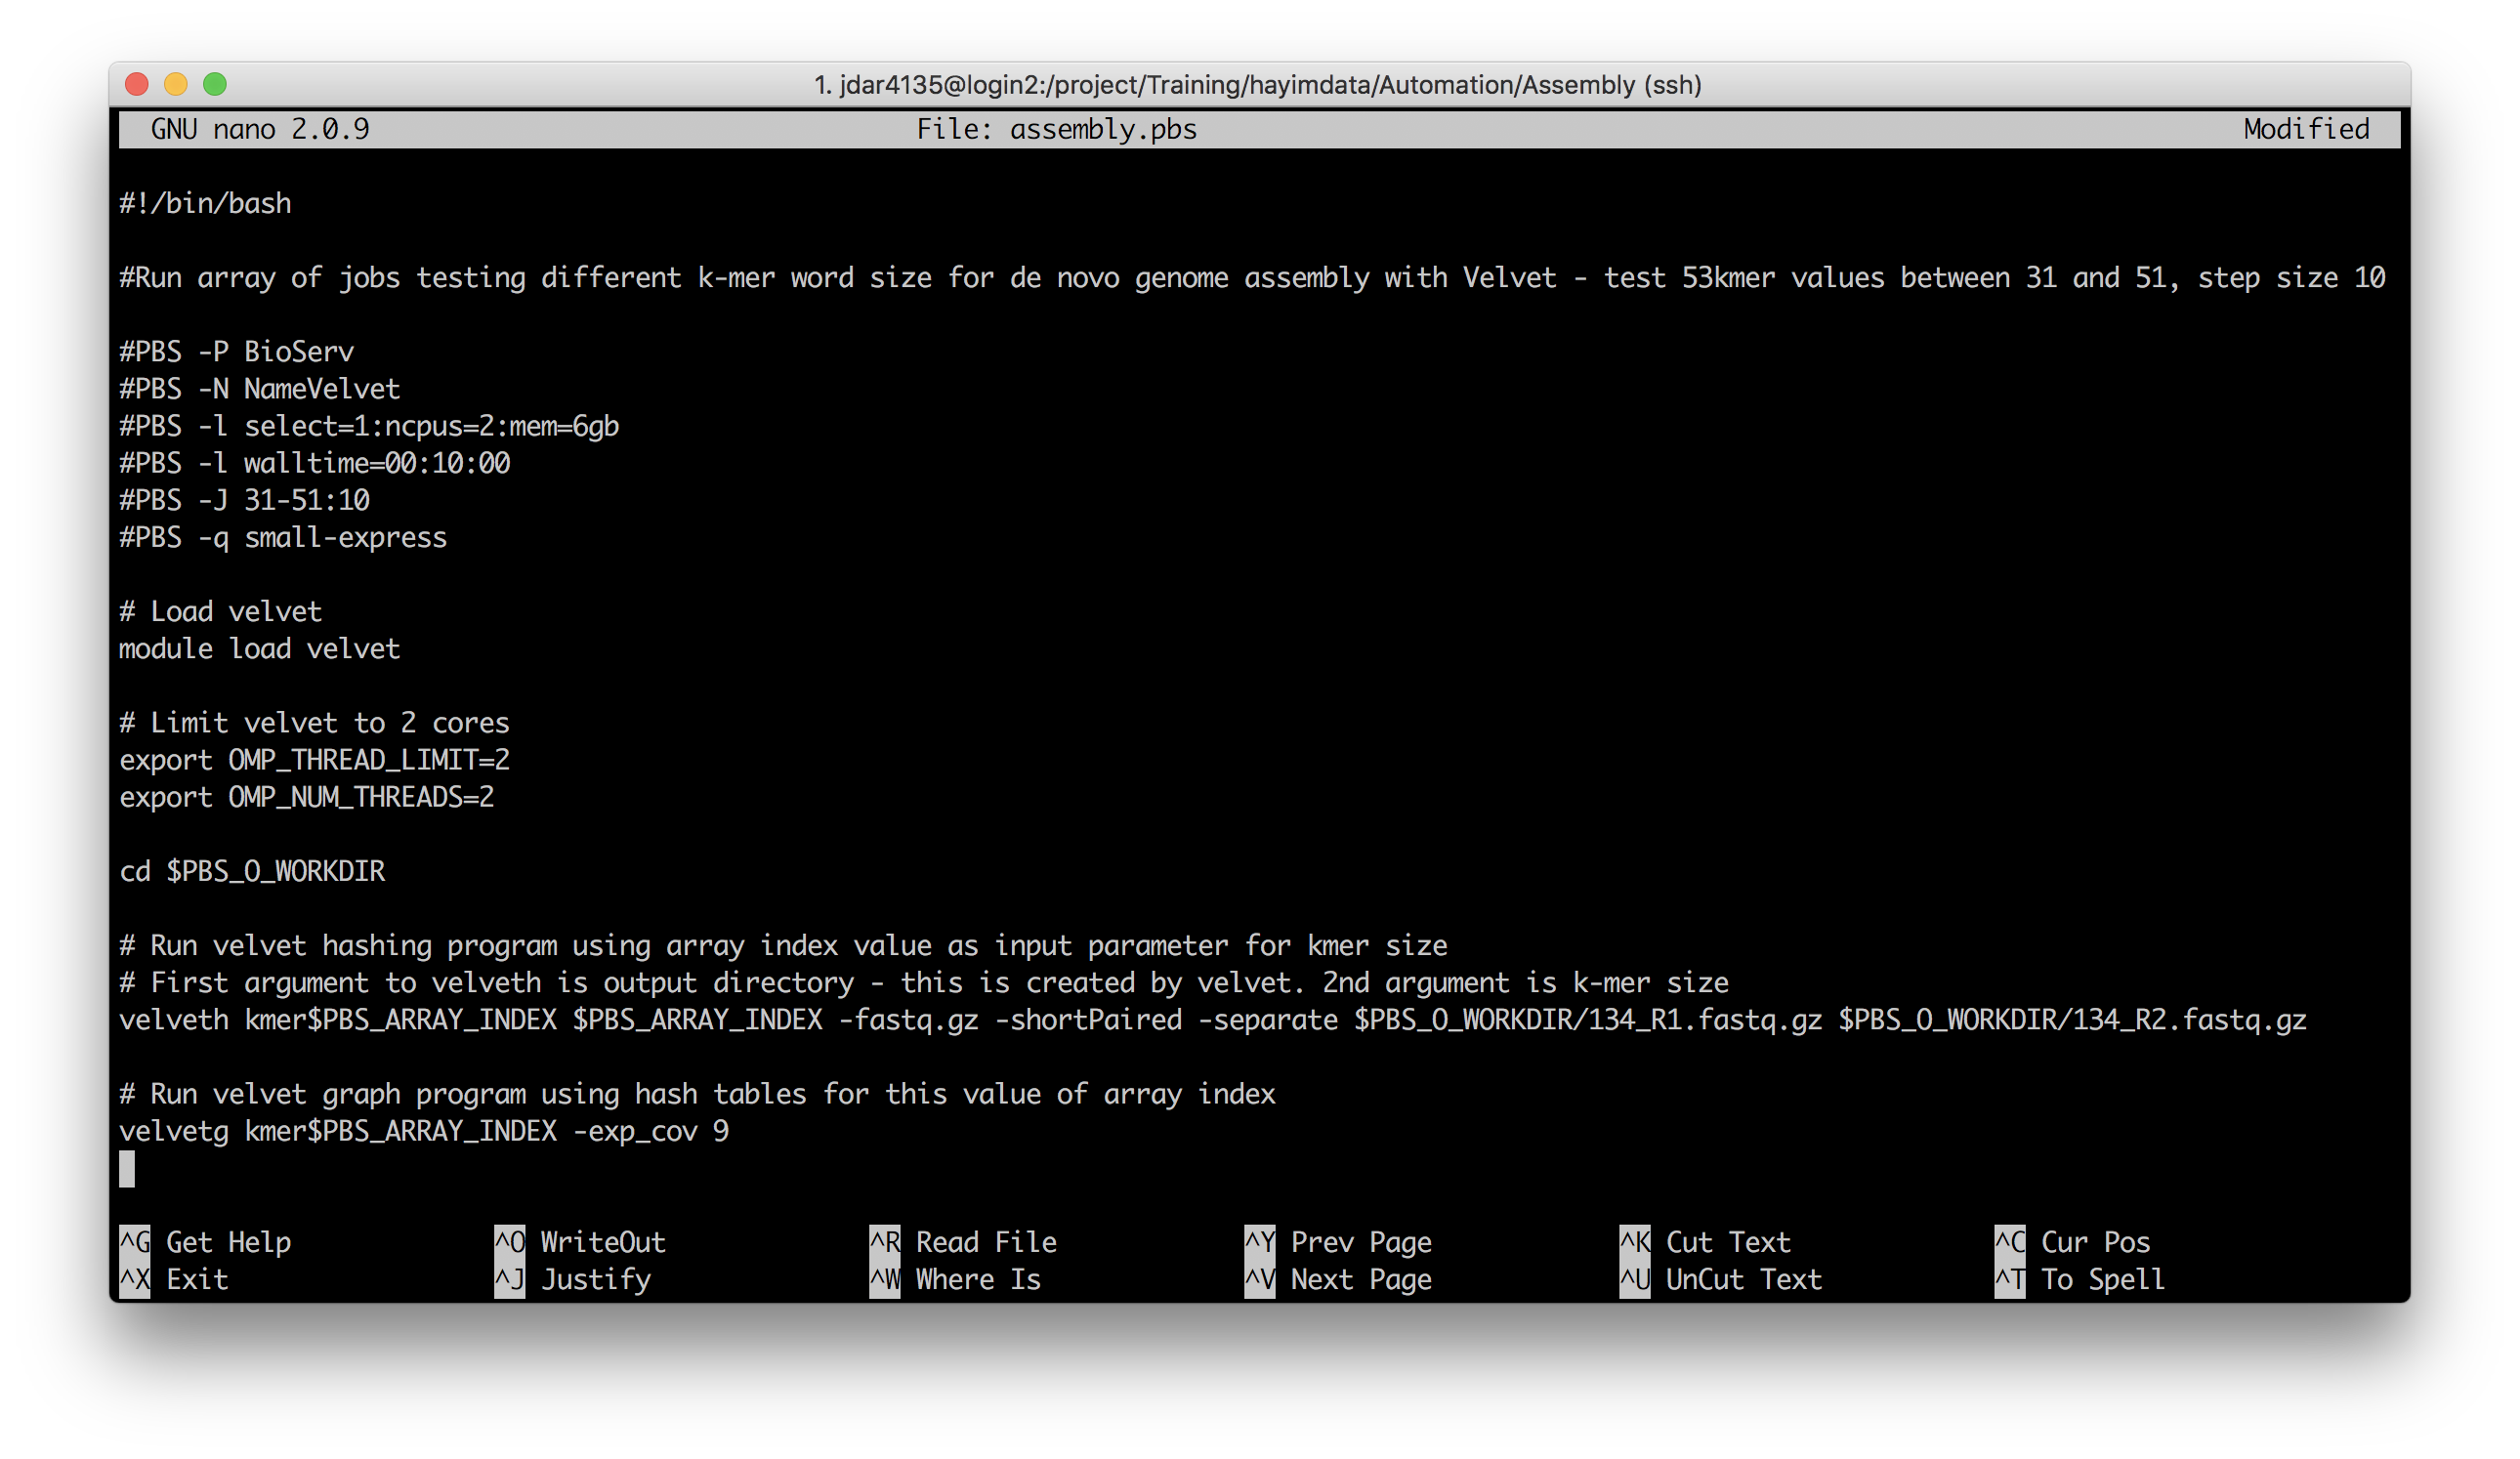 1. jdar4135@login2:/project/Training/hayimdata/Automation/Assembly (ssh)
GNU nano 2.0.9 File: assembly.pbs Modified
#!/bin/bash
#Run array of jobs testing different k-mer word size for de novo genome assembly with Velvet - test 53kmer values between 31 and 51, step size 10
#PBS -P BioServ
#PBS -N NameVelvet
#PBS -l select=1:ncpus=2:mem=6gb
#PBS -l walltime=00:10:00
#PBS -J 31-51:10
#PBS -q small-express
# Load velvet
module load velvet
# Limit velvet to 2 cores
export OMP_THREAD_LIMIT=2
export OMP_NUM_THREADS=2
cd $PBS_O_WORKDIR
# Run velvet hashing program using array index value as input parameter for kmer size
# First argument to velveth is output directory - this is created by velvet. 2nd argument is k-mer size
velveth kmer$PBS_ARRAY_INDEX $PBS_ARRAY_INDEX -fastq.gz -shortPaired -separate $PBS_O_WORKDIR/134_R1.fastq.gz $PBS_O_WORKDIR/134_R2.fastq.gz
# Run velvet graph program using hash tables for this value of array index
velvetg kmer$PBS_ARRAY_INDEX -exp_cov 9
^G Get Help ^O WriteOut ^R Read File ^Y Prev Page ^K Cut Text ^C Cur Pos
^X Exit ^J Justify ^W Where Is ^V Next Page ^U UnCut Text ^T To Spell